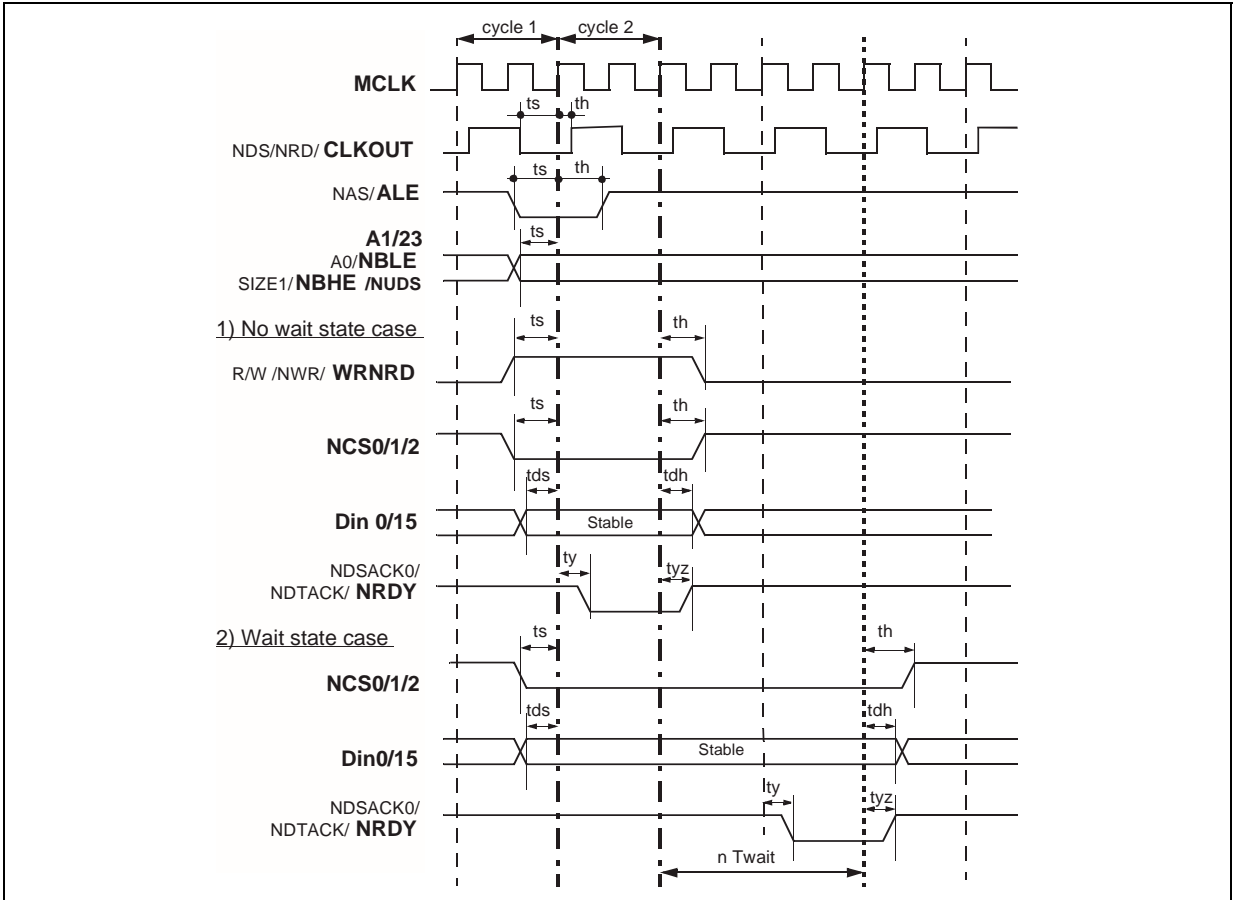 cycle 1 cycle 2
MCLK
ts th
NDS/NRD/ CLKOUT
ts th
NAS/ ALE
A1/23
ts
A0/NBLE
SIZE1/NBHE /NUDS
1) No wait state case
ts th
R/W /NWR/ WRNRD
ts th
NCS0/1/2
tds tdh
Din 0/15 Stable
NDSACK0/
ty tyz
NDTACK/ NRDY
2) Wait state case
ts th
NCS0/1/2
tds tdh
Din0/15 Stable
NDSACK0/
ty tyz
NDTACK/ NRDY
n Twait